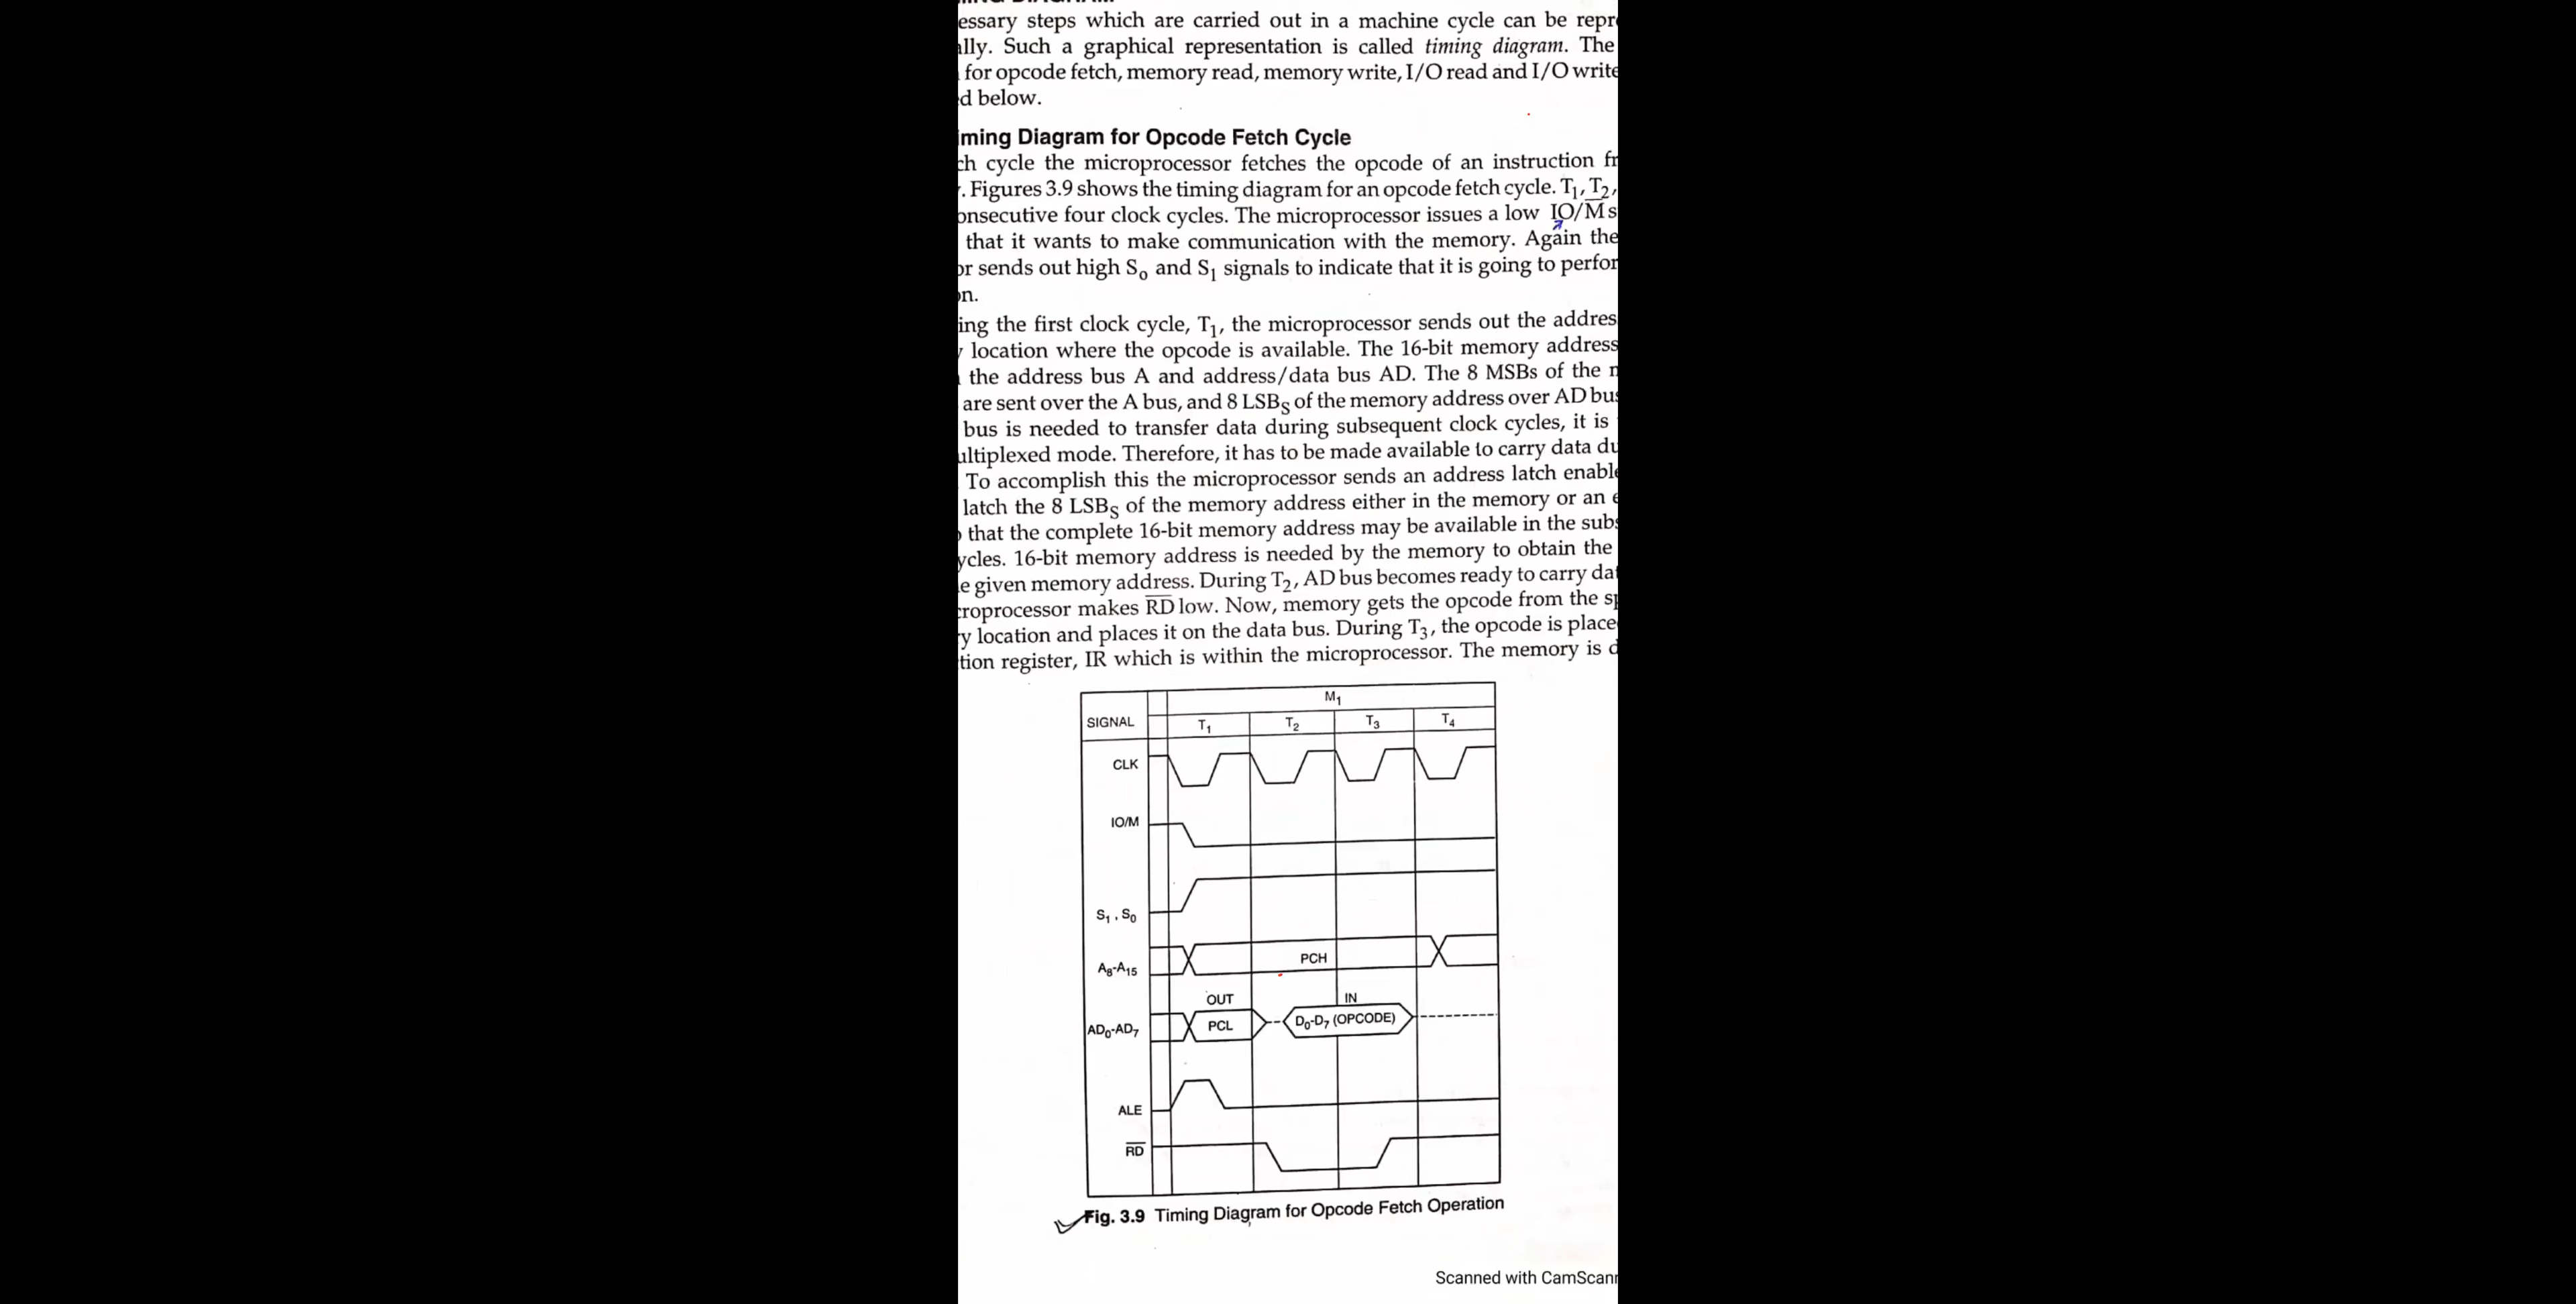 essary steps which are carried out in a machine cycle can be repr
ally. Such a graphical representation is called timing diagram. The
for opcode fetch, memory read, memory write, I/O read and I/O write
ed below.
iming Diagram for Opcode Fetch Cycle
ch cycle the microprocessor fetches the opcode of an instruction fr
. Figures 3.9 shows the timing diagram for an opcode fetch cycle. T₁, T₂,
onsecutive four clock cycles. The microprocessor issues a low IO/M̅ s
that it wants to make communication with the memory. Again the
or sends out high S₀ and S₁ signals to indicate that it is going to perfor
on.
ing the first clock cycle, T₁, the microprocessor sends out the addres
y location where the opcode is available. The 16-bit memory address
the address bus A and address/data bus AD. The 8 MSBs of the m
are sent over the A bus, and 8 LSBS of the memory address over AD bus
bus is needed to transfer data during subsequent clock cycles, it is
ultiplexed mode. Therefore, it has to be made available to carry data du
To accomplish this the microprocessor sends an address latch enable
latch the 8 LSBS of the memory address either in the memory or an e
that the complete 16-bit memory address may be available in the subs
ycles. 16-bit memory address is needed by the memory to obtain the
e given memory address. During T₂, AD bus becomes ready to carry dat
croprocessor makes R̅D̅ low. Now, memory gets the opcode from the sp
y location and places it on the data bus. During T₃, the opcode is place
tion register, IR which is within the microprocessor. The memory is d
M₁
SIGNAL T₁ T₂ T₃ T₄
CLK
IO/M
S₁, S₀
A₈-A₁₅ PCH
OUT IN
AD₀-AD₇ PCL D₀-D₇ (OPCODE)
ALE
R̅D̅
Fig. 3.9 Timing Diagram for Opcode Fetch Operation
Scanned with CamScann